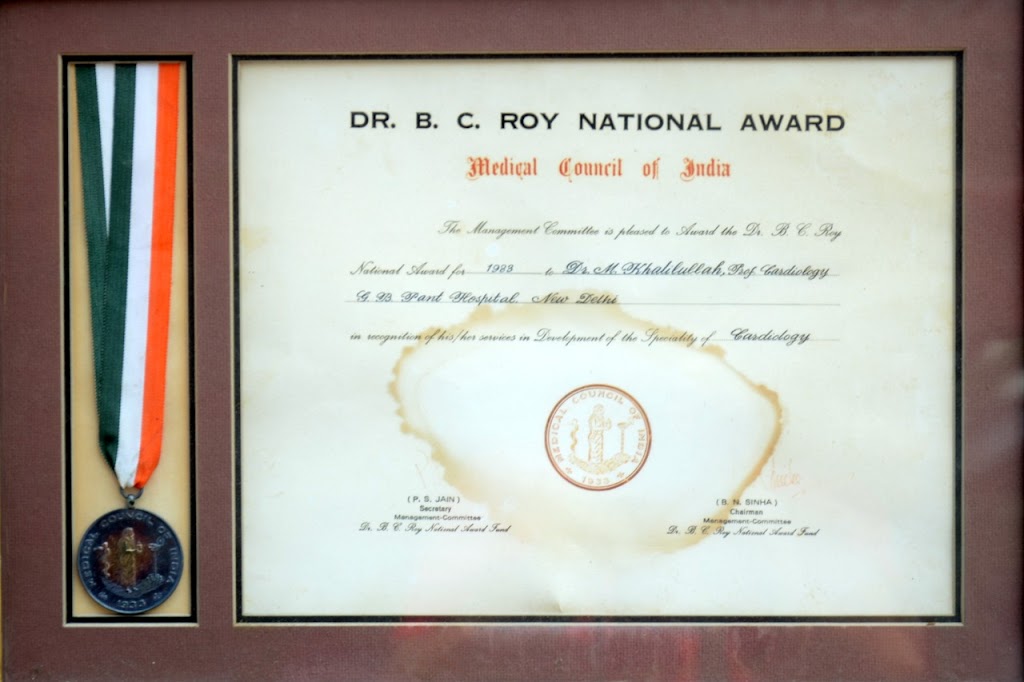 DR. B. C. ROY NATIONAL AWARD
Medical Council of India
The Management Committee is pleased to Award the Dr. B. C. Roy
National Award for 1983 to Dr. M. Khalilullah, Prof. Cardiology
G. B. Pant Hospital, New Delhi
in recognition of his/her services in Development of the Speciality of Cardiology
MEDICAL COUNCIL OF INDIA
1933
( P. S. JAIN )
Secretary
Management-Committee
Dr. B. C. Roy National Award Fund
( B. N. SINHA )
Chairman
Management-Committee
Dr. B. C. Roy National Award Fund
MEDICAL COUNCIL OF INDIA
1933